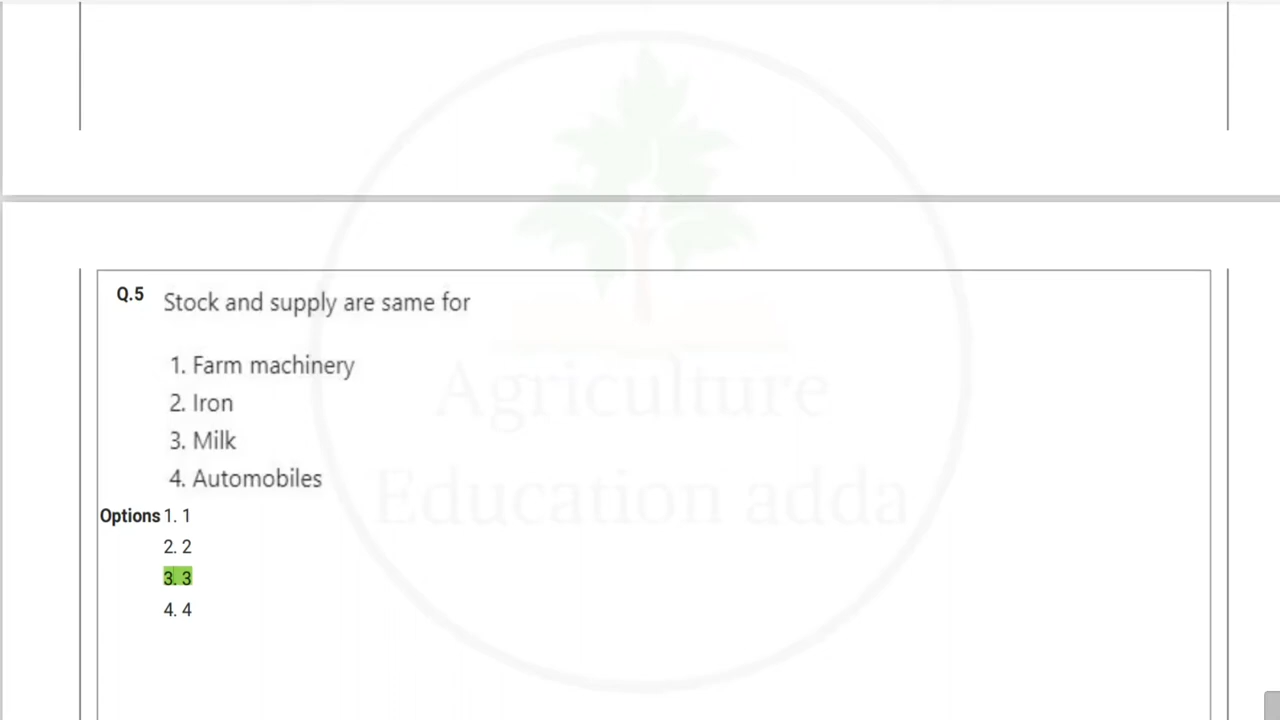 Q.5 Stock and supply are same for
1. Farm machinery
2. Iron
3. Milk
4. Automobiles
Options 1. 1
2. 2
3. 3
4. 4
Agriculture
Education adda